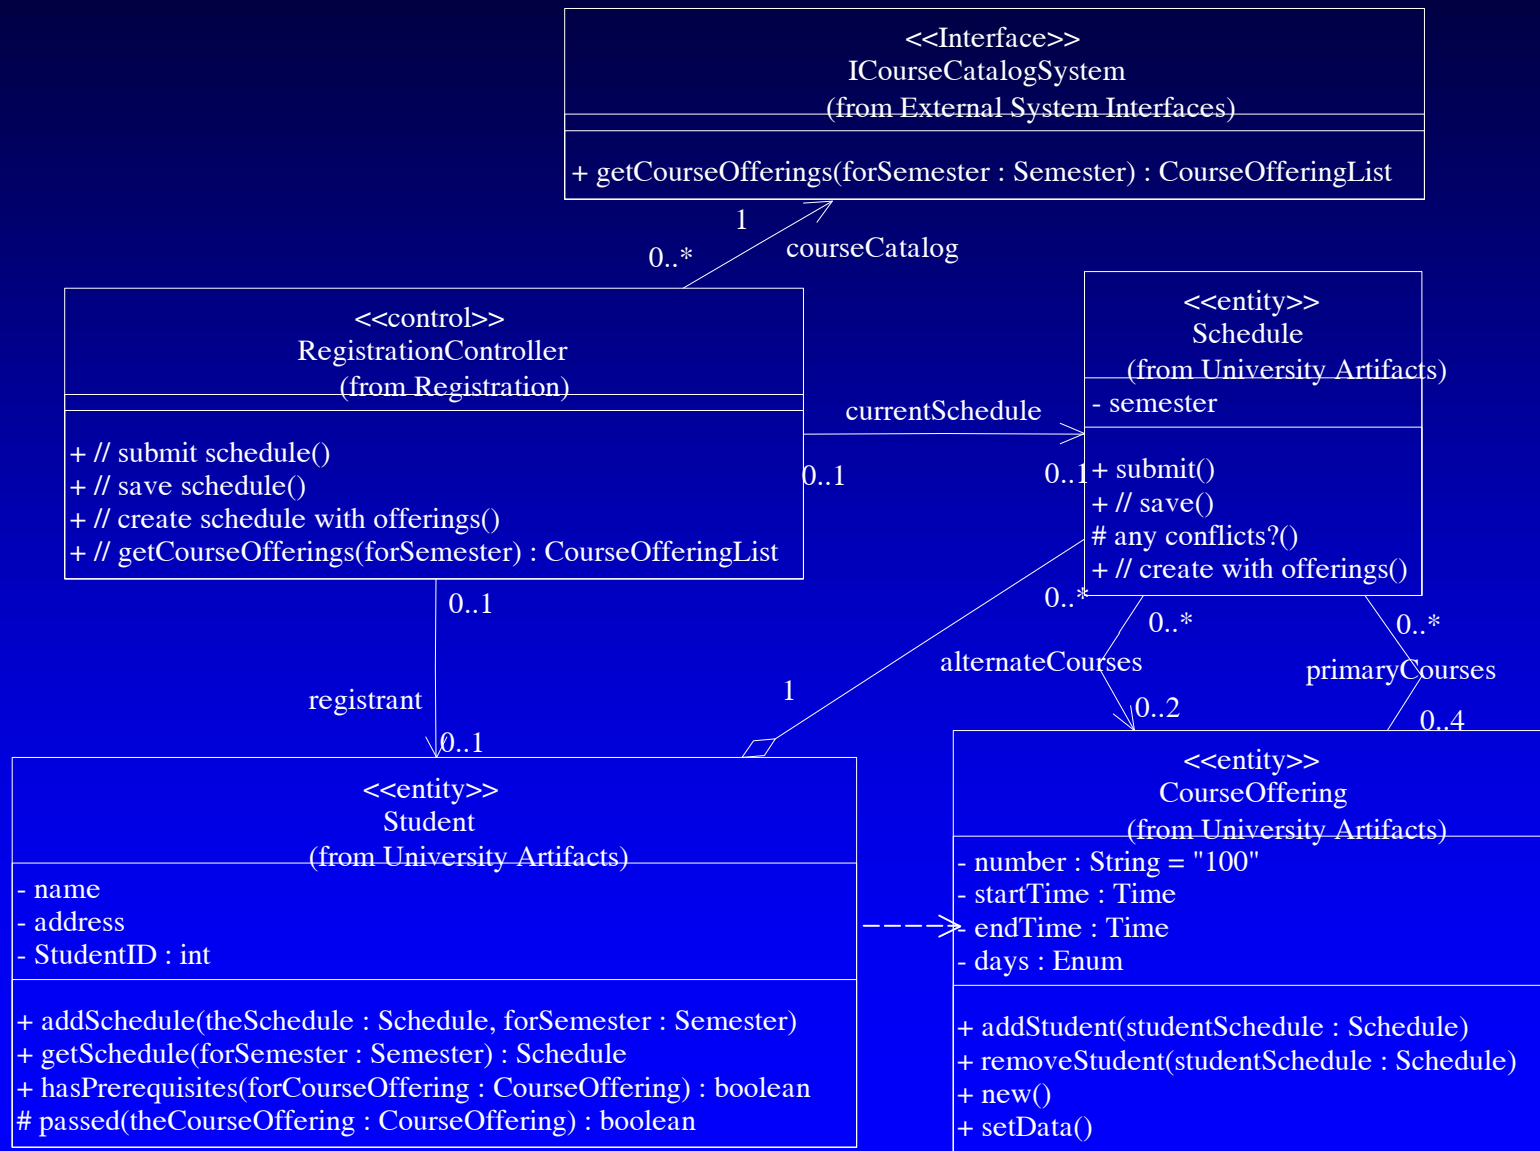 <<Interface>>
ICourseCatalogSystem
(from External System Interfaces)
+ getCourseOfferings(forSemester : Semester) : CourseOfferingList
1
0..*
courseCatalog
<<control>>
RegistrationController
(from Registration)
+ // submit schedule()
+ // save schedule()
+ // create schedule with offerings()
+ // getCourseOfferings(forSemester) : CourseOfferingList
currentSchedule
0..1
0..1
<<entity>>
Schedule
(from University Artifacts)
- semester
+ submit()
+ // save()
# any conflicts?()
+ // create with offerings()
0..1
registrant
0..1
0..*
1
0..*
alternateCourses
0..2
0..*
primaryCourses
0..4
<<entity>>
Student
(from University Artifacts)
- name
- address
- StudentID : int
+ addSchedule(theSchedule : Schedule, forSemester : Semester)
+ getSchedule(forSemester : Semester) : Schedule
+ hasPrerequisites(forCourseOffering : CourseOffering) : boolean
# passed(theCourseOffering : CourseOffering) : boolean
<<entity>>
CourseOffering
(from University Artifacts)
- number : String = "100"
- startTime : Time
- endTime : Time
- days : Enum
+ addStudent(studentSchedule : Schedule)
+ removeStudent(studentSchedule : Schedule)
+ new()
+ setData()